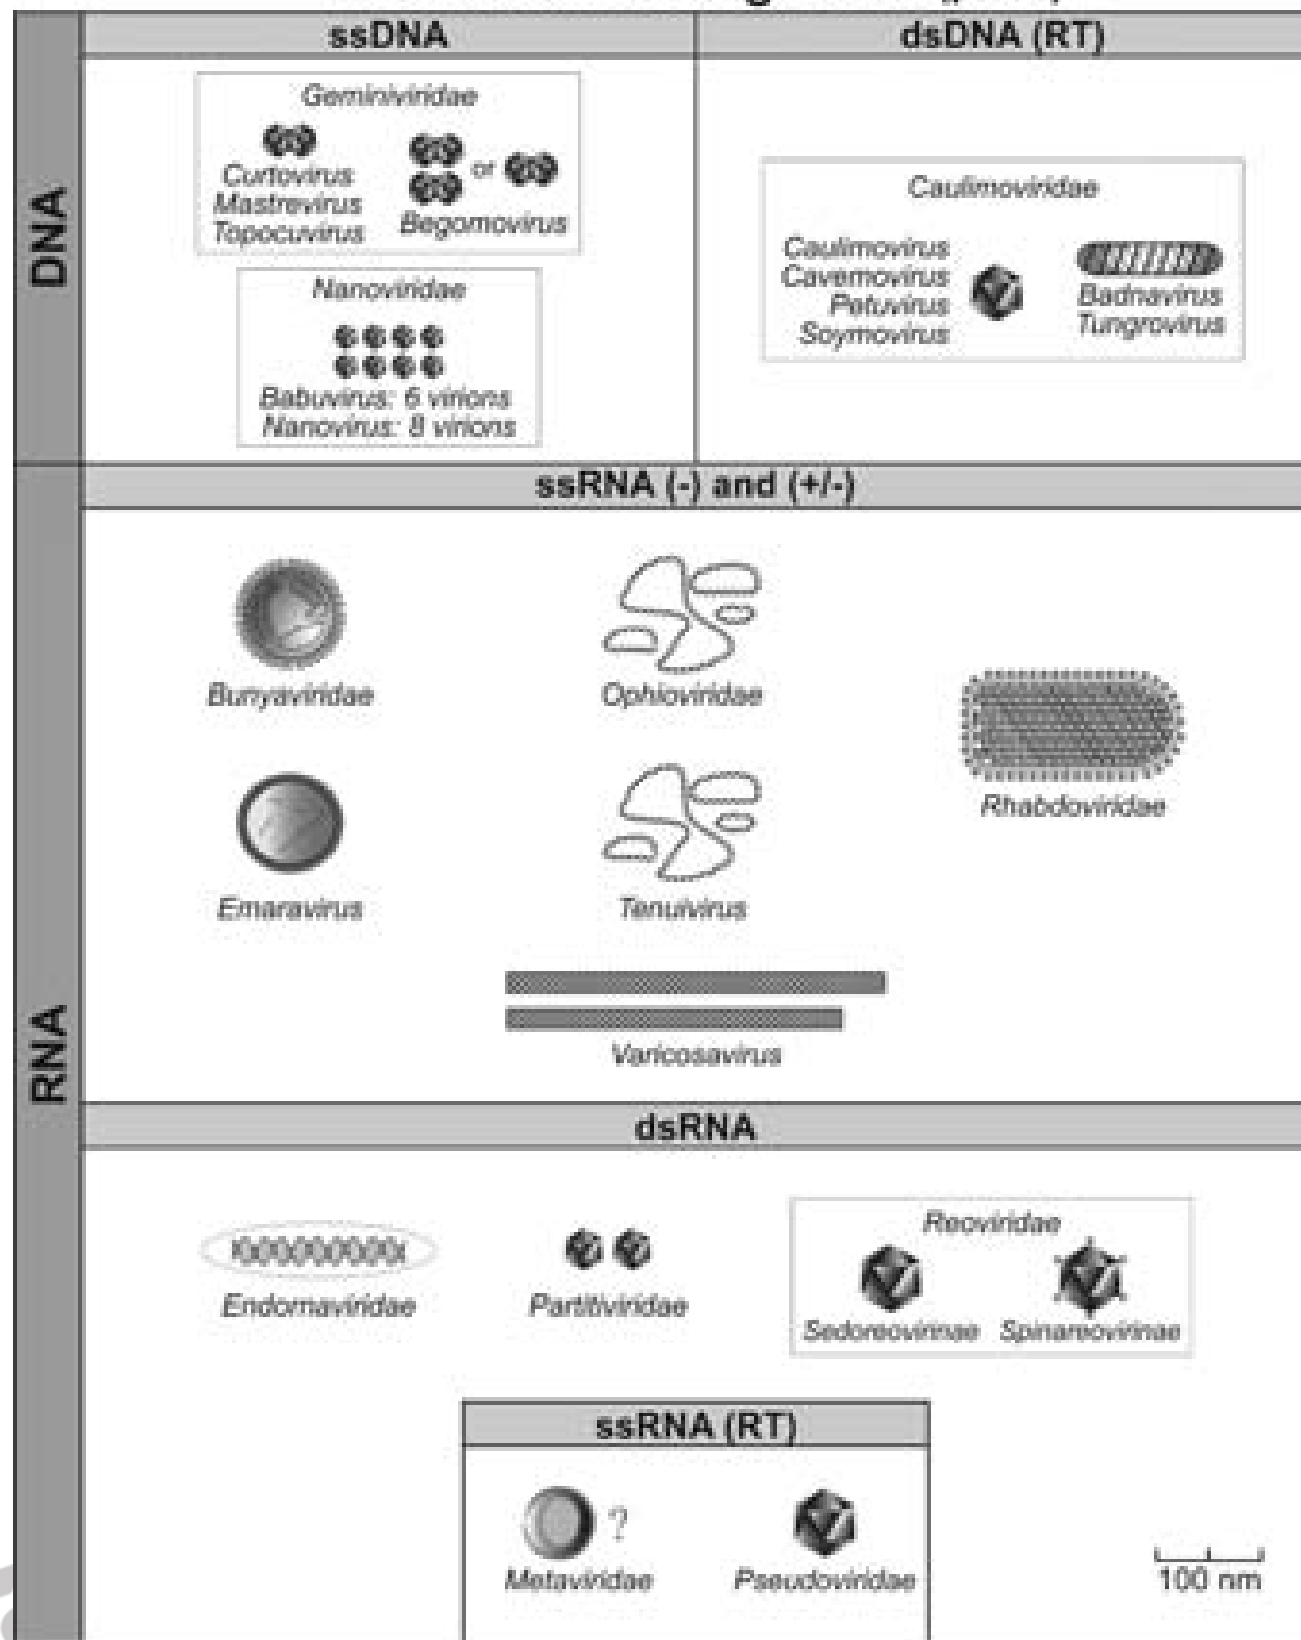 ssDNA
dsDNA (RT)
DNA
Geminiviridae
Curtovirus
Mastrevirus
Topocuvirus
or
Begomovirus
Nanoviridae
Babuvirus: 6 virions
Nanovirus: 8 virions
Caulimoviridae
Caulimovirus
Cavemovirus
Petuvirus
Soymovirus
Badnavirus
Tungrovirus
RNA
ssRNA (-) and (+/-)
Bunyaviridae
Ophioviridae
Rhabdoviridae
Emaravirus
Tenuivirus
Varicosavirus
dsRNA
Endornaviridae
Partitiviridae
Reoviridae
Sedoreovirinae
Spinareovirinae
ssRNA (RT)
?
Metaviridae
Pseudoviridae
100 nm